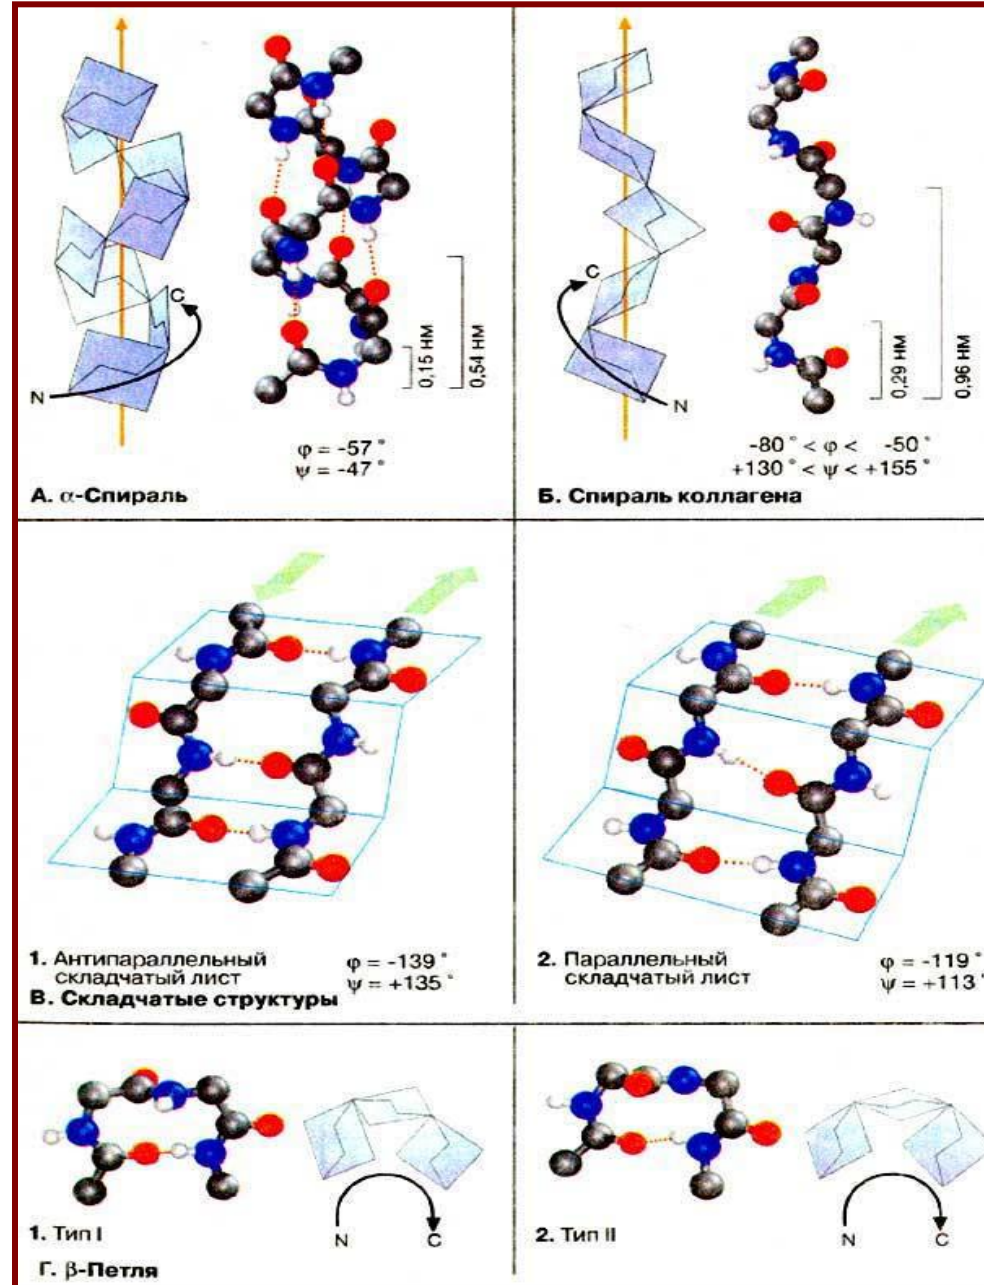 C
N
0,15 нм
0,54 нм
φ = -57 °
ψ = -47 °
А. α-Спираль
C
N
0,29 нм
0,96 нм
-80 ° < φ < -50 °
+130 ° < ψ < +155 °
Б. Спираль коллагена
1. Антипараллельный
складчатый лист
φ = -139 °
ψ = +135 °
В. Складчатые структуры
2. Параллельный
складчатый лист
φ = -119 °
ψ = +113 °
1. Тип I
N
C
2. Тип II
N
C
Г. β-Петля